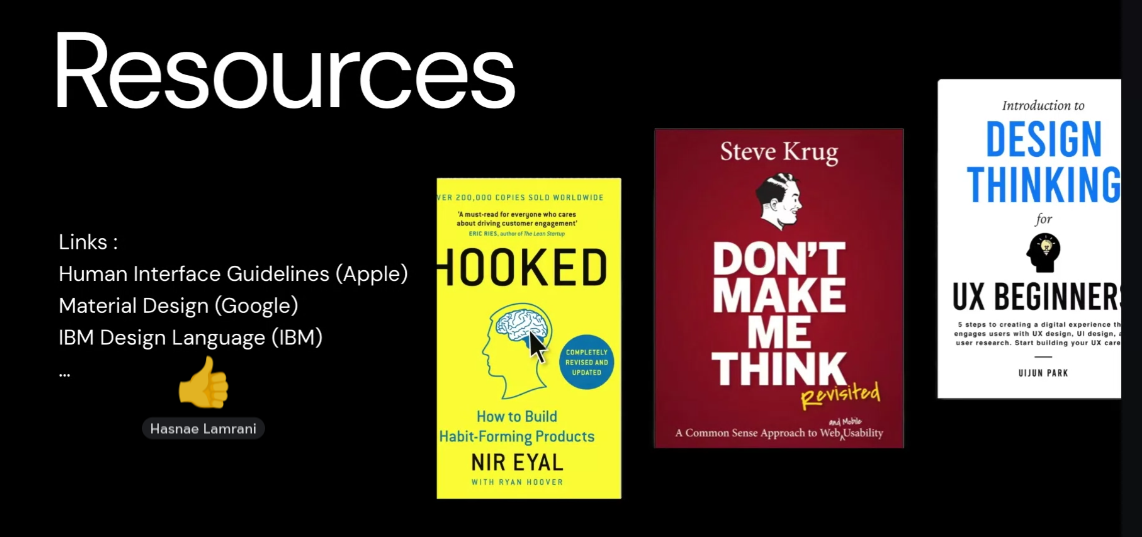 Resources
Links :
Human Interface Guidelines (Apple)
Material Design (Google)
IBM Design Language (IBM)
...
Hasnae Lamrani
VER 200,000 COPIES SOLD WORLDWIDE
'A must-read for everyone who cares
about driving customer engagement'
ERIC RIES, author of The Lean Startup
HOOKED
COMPLETELY
REVISED AND
UPDATED
How to Build
Habit-Forming Products
NIR EYAL
WITH RYAN HOOVER
Steve Krug
DON'T
MAKE
ME
THINK
Revisited
and Mobile
A Common Sense Approach to Web Usability
Introduction to
DESIGN
THINKING
for
UX BEGINNERS
5 steps to creating a digital experience th
engages users with UX design, UI design, a
user research. Start building your UX care
UIJUN PARK